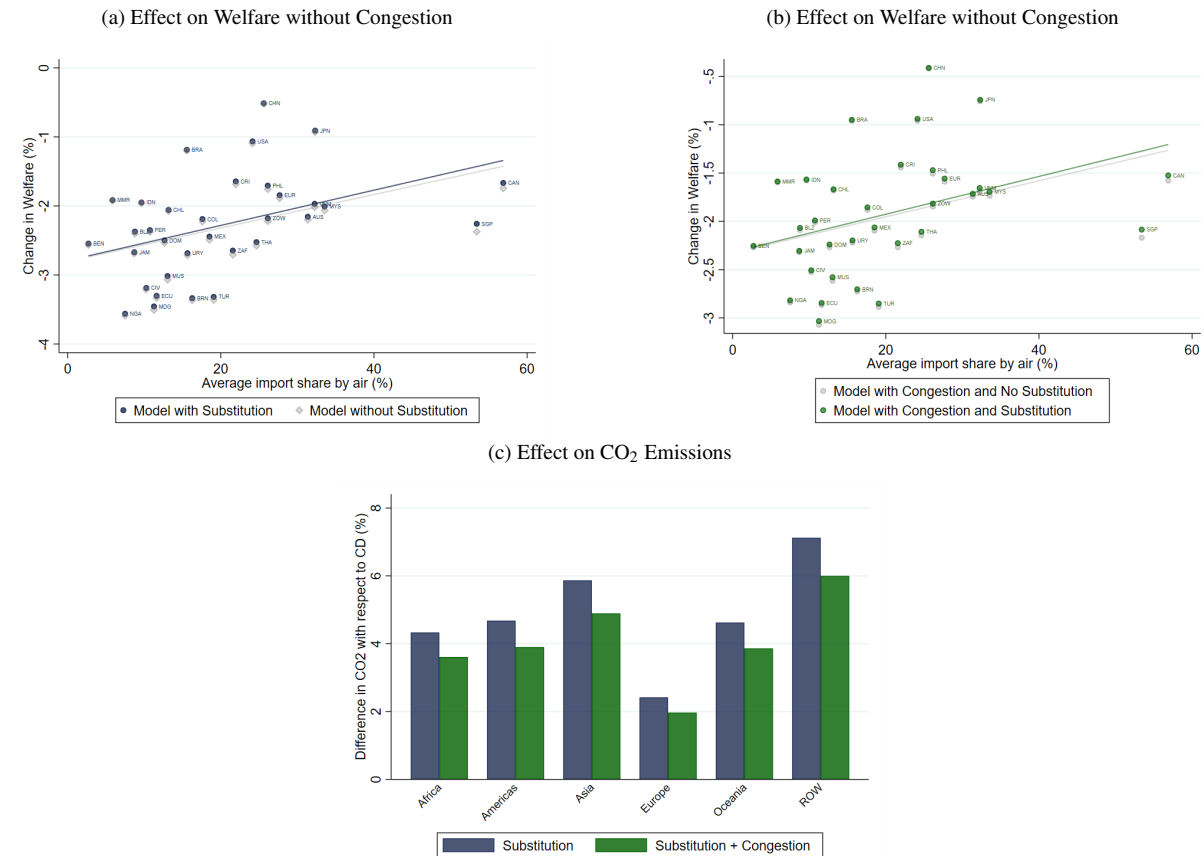 (a) Effect on Welfare without Congestion
0
-1
-2
-3
-4
Change in Welfare (%)
CHN
JPN
USA
BRA
CRI
PHL
CAN
EUR
MMR
IDN
MYS
CHL
COL
ZOW
AUS
SGP
BLZ
PER
MEX
BEN
DOM
THA
JAM
URY
ZAF
MUS
CIV
ECU
BRN
TUR
MOG
NGA
0 20 40 60
Average import share by air (%)
Model with Substitution Model without Substitution
(b) Effect on Welfare without Congestion
-.5
-1
-1.5
-2
-2.5
-3
Change in Welfare (%)
CHN
JPN
BRA
USA
CRI
PHL
CAN
MMR
IDN
EUR
CHL
AUS
MYS
COL
ZOW
PER
BLZ
MEX
SGP
THA
BEN
DOM
URY
ZAF
JAM
CIV
MUS
BRN
NGA
ECU
TUR
MOG
0 20 40 60
Average import share by air (%)
Model with Congestion and No Substitution
Model with Congestion and Substitution
(c) Effect on CO2 Emissions
8
6
4
2
0
Difference in CO2 with respect to CD (%)
Africa Americas Asia Europe Oceania ROW
Substitution Substitution + Congestion